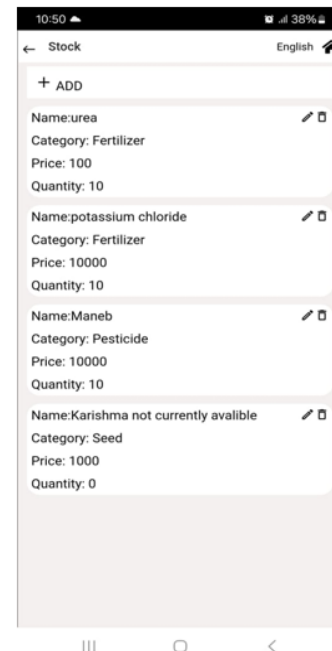 10:50
38%
Stock
English
+ ADD
Name:urea
Category: Fertilizer
Price: 100
Quantity: 10
Name:potassium chloride
Category: Fertilizer
Price: 10000
Quantity: 10
Name:Maneb
Category: Pesticide
Price: 10000
Quantity: 10
Name:Karishma not currently avalible
Category: Seed
Price: 1000
Quantity: 0